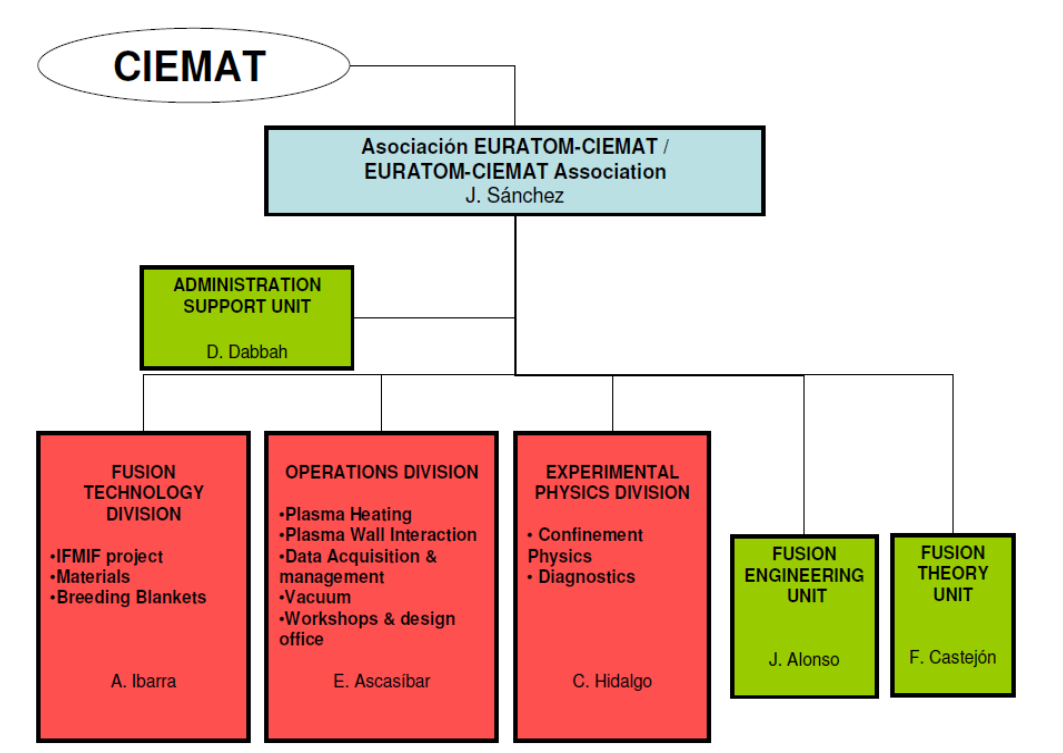 CIEMAT
Asociación EURATOM-CIEMAT /
EURATOM-CIEMAT Association
J. Sánchez
ADMINISTRATION
SUPPORT UNIT
D. Dabbah
FUSION
TECHNOLOGY
DIVISION
•IFMIF project
•Materials
•Breeding Blankets
A. Ibarra
OPERATIONS DIVISION
•Plasma Heating
•Plasma Wall Interaction
•Data Acquisition &
management
•Vacuum
•Workshops & design
office
E. Ascasíbar
EXPERIMENTAL
PHYSICS DIVISION
• Confinement
Physics
• Diagnostics
C. Hidalgo
FUSION
ENGINEERING
UNIT
J. Alonso
FUSION
THEORY
UNIT
F. Castejón